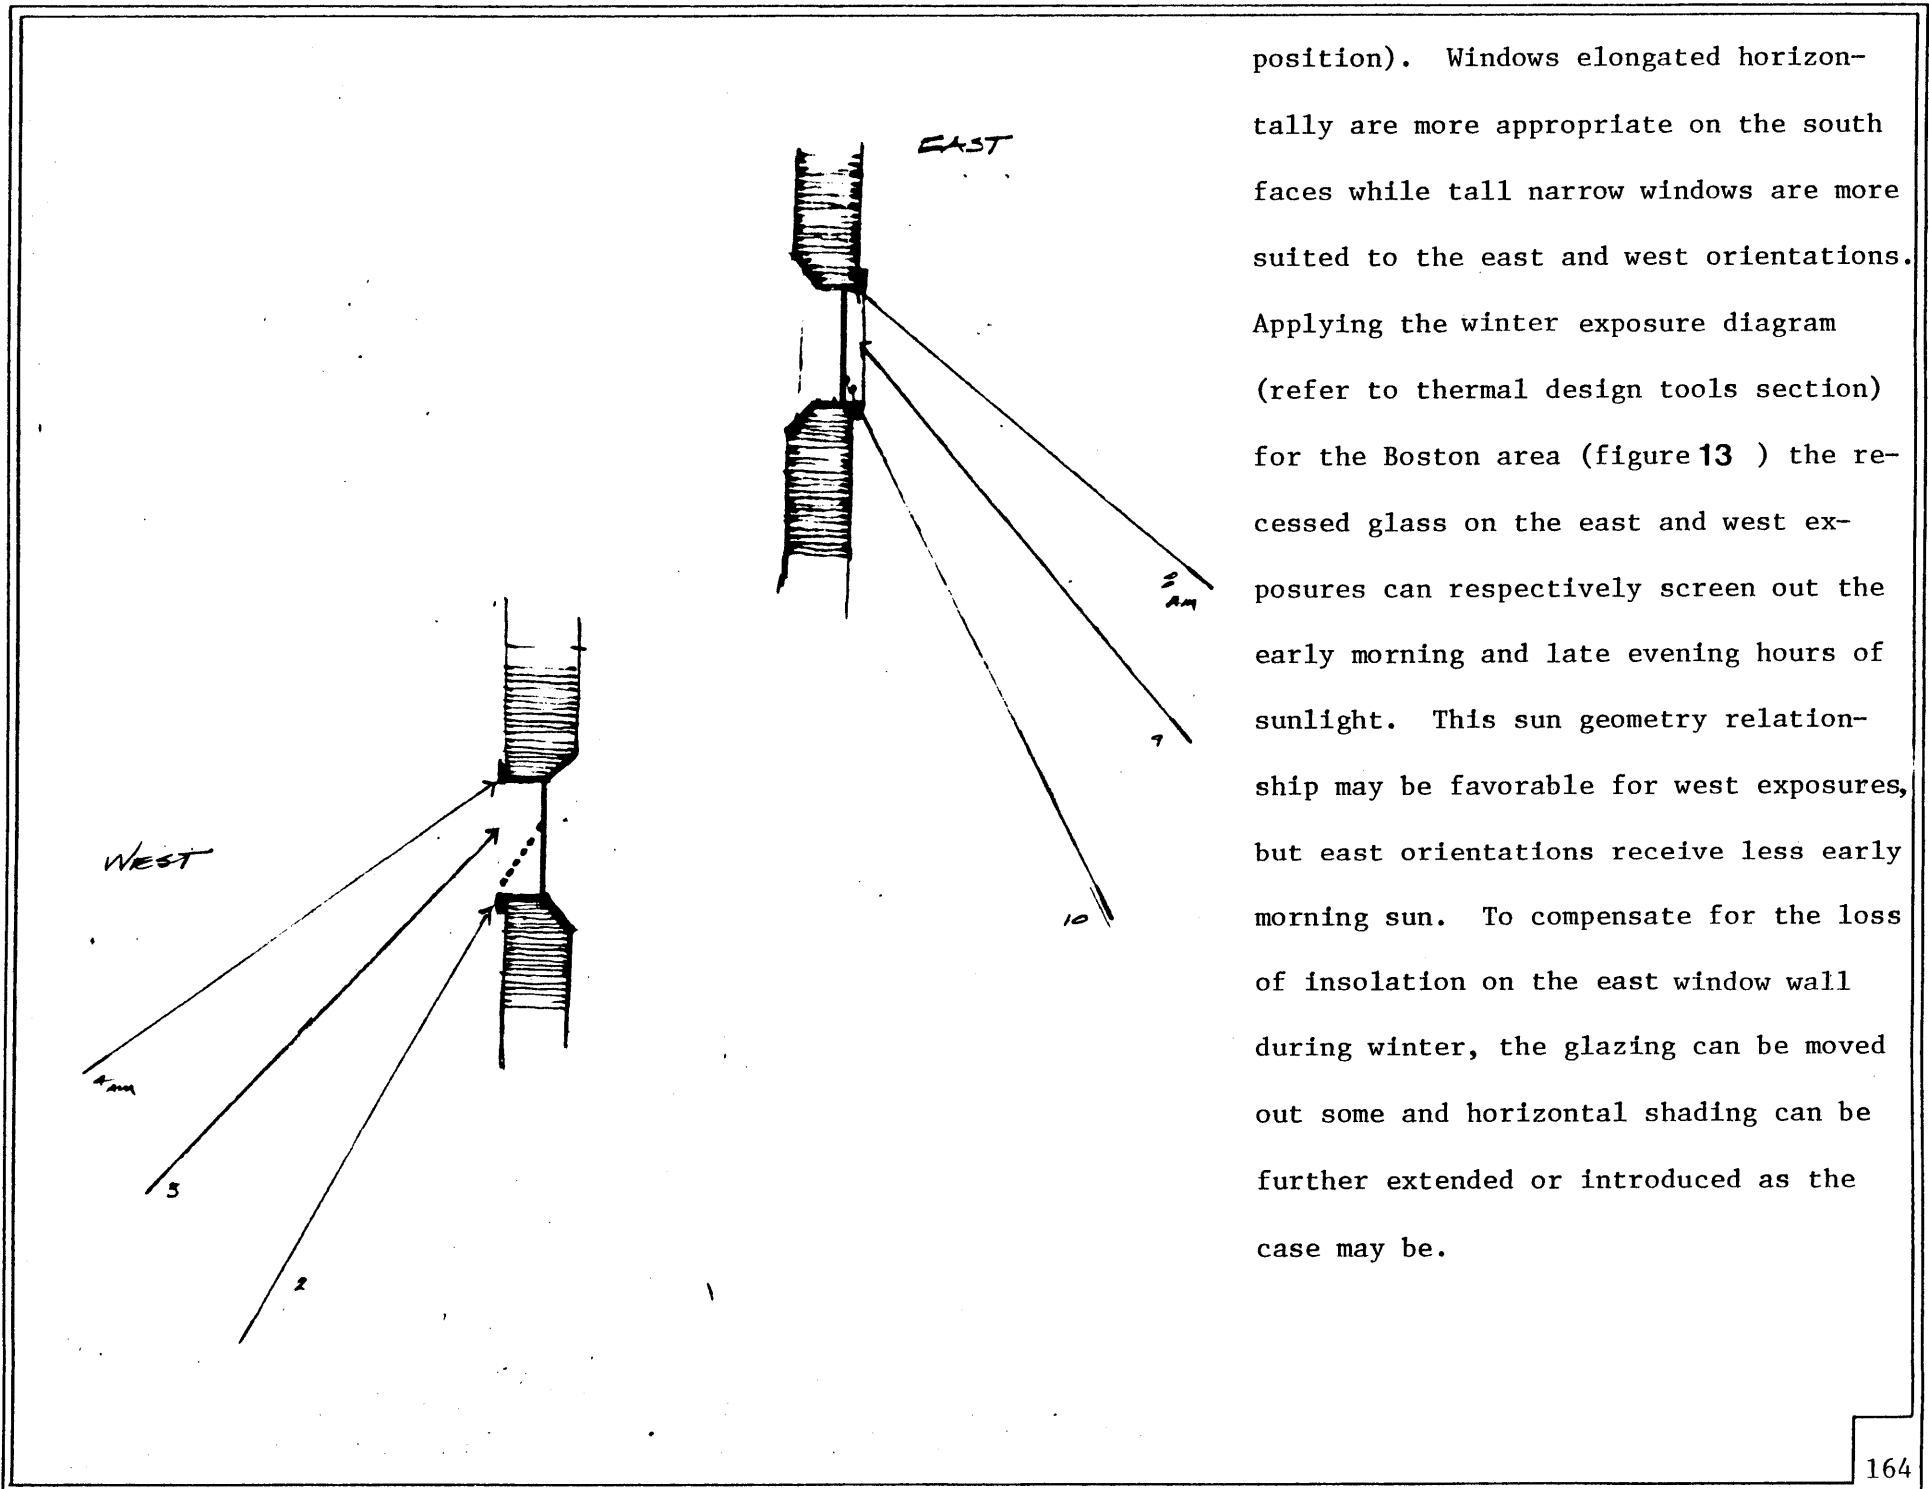 EAST
8
AM
9
10
WEST
4 AM
3
2
position). Windows elongated horizon-
tally are more appropriate on the south
faces while tall narrow windows are more
suited to the east and west orientations.
Applying the winter exposure diagram
(refer to thermal design tools section)
for the Boston area (figure 13 ) the re-
cessed glass on the east and west ex-
posures can respectively screen out the
early morning and late evening hours of
sunlight. This sun geometry relation-
ship may be favorable for west exposures,
but east orientations receive less early
morning sun. To compensate for the loss
of insolation on the east window wall
during winter, the glazing can be moved
out some and horizontal shading can be
further extended or introduced as the
case may be.
164